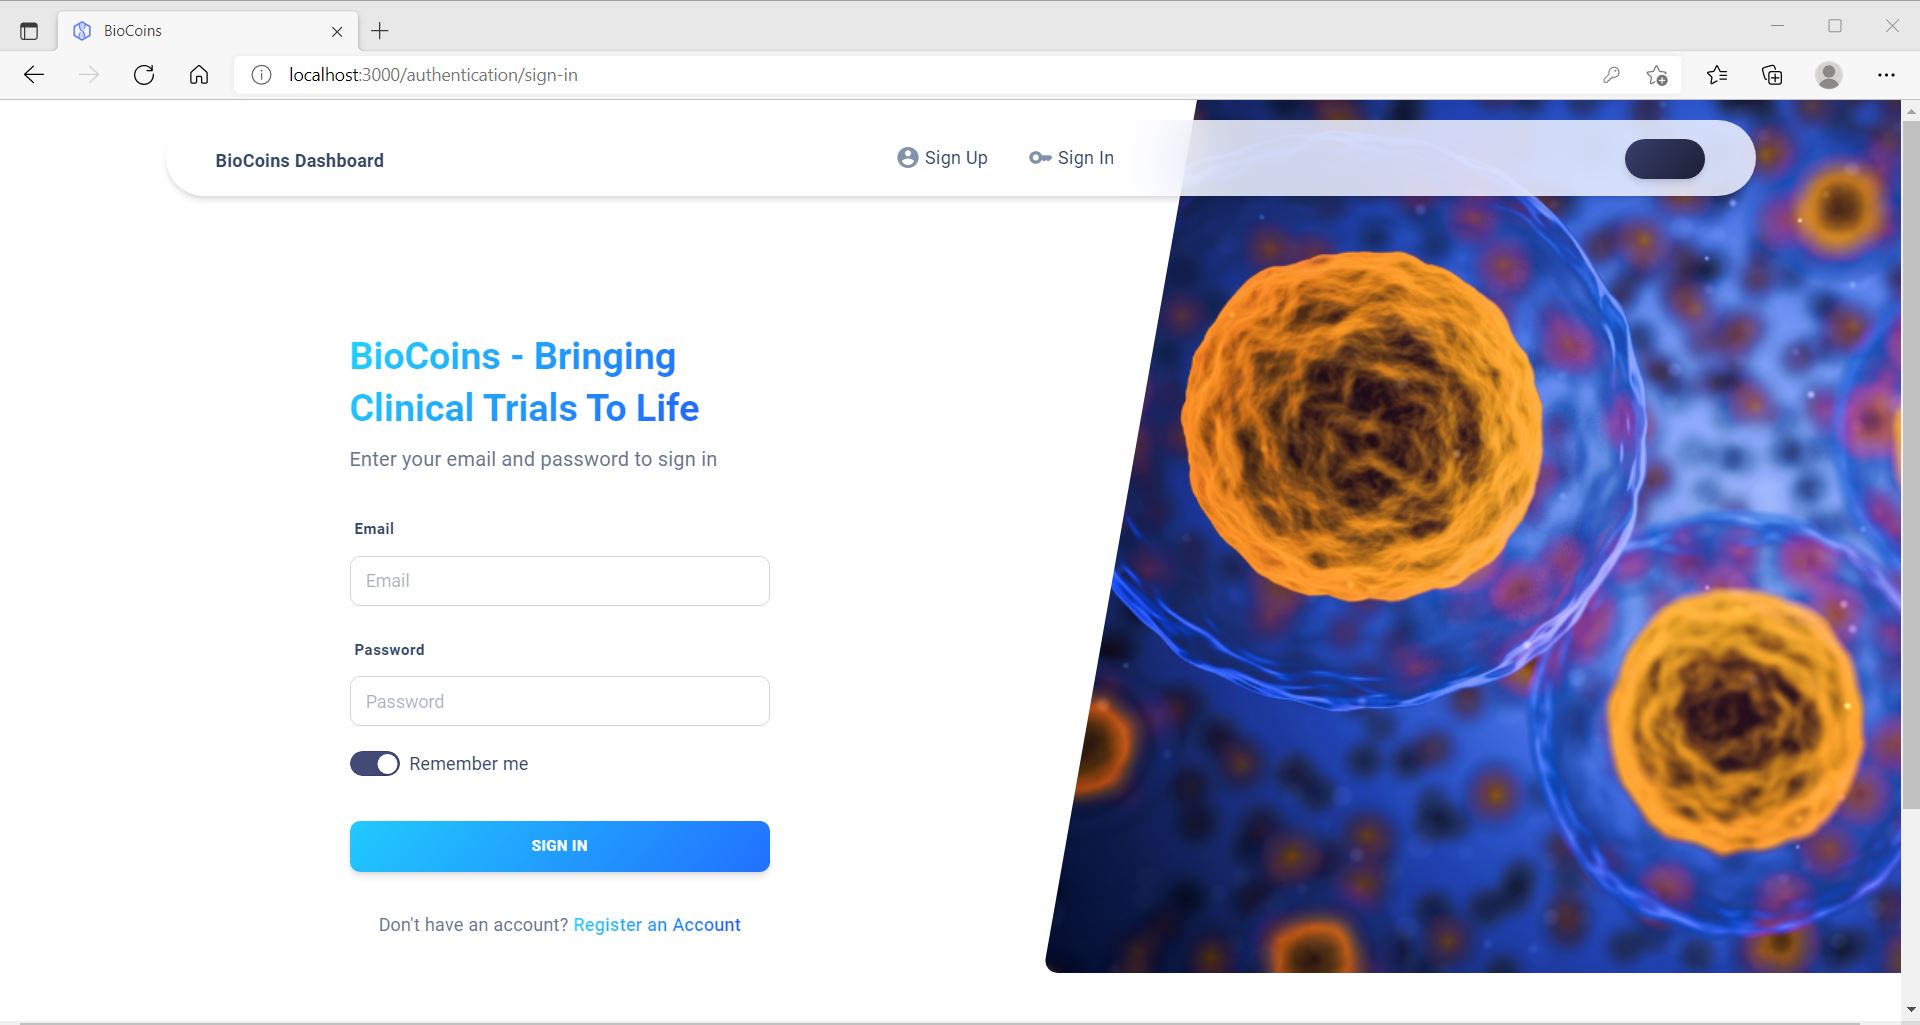 BioCoins
localhost:3000/authentication/sign-in
BioCoins Dashboard
Sign Up
Sign In
BioCoins - Bringing
Clinical Trials To Life
Enter your email and password to sign in
Email
Email
Password
Password
Remember me
SIGN IN
Don't have an account? Register an Account